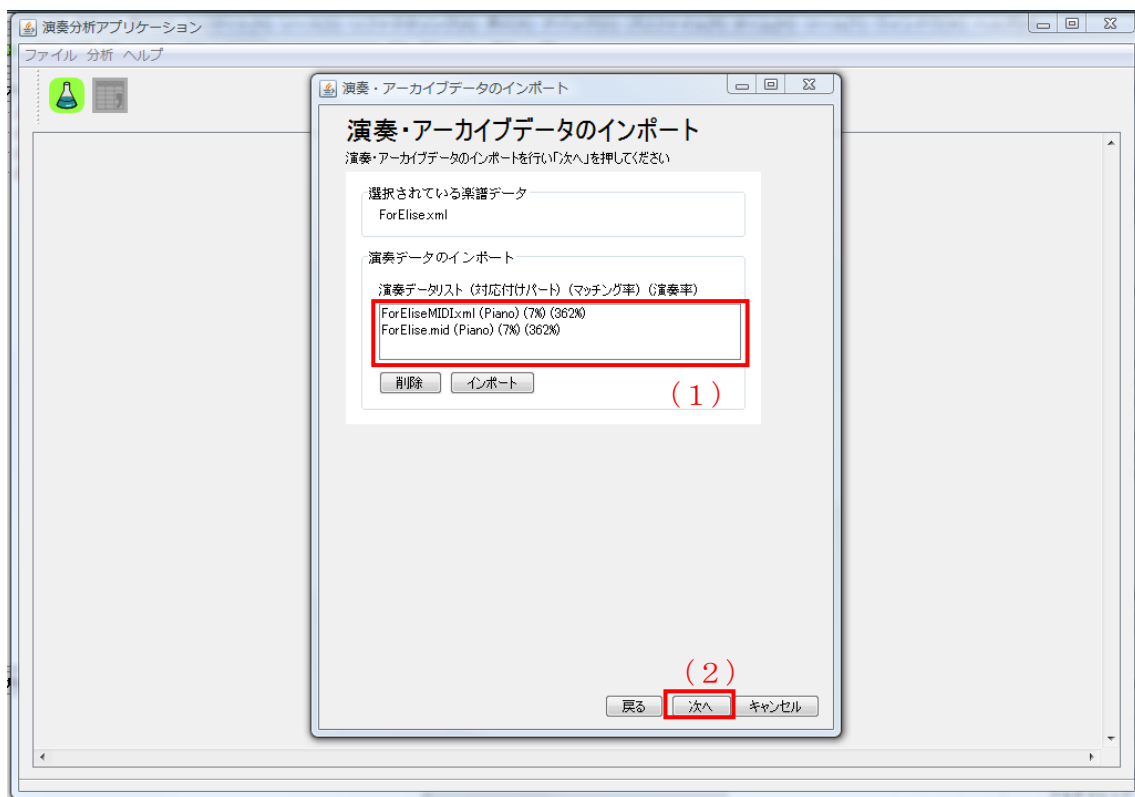 演奏分析アプリケーション
ファイル 分析 ヘルプ
演奏・アーカイブデータのインポート
演奏・アーカイブデータのインポート
演奏・アーカイブデータのインポートを行い「次へ」を押してください
選択されている楽譜データ
ForElise.xml
演奏データのインポート
演奏データリスト (対応付けパート) (マッチング率) (演奏率)
ForEliseMIDI.xml (Piano) (7%) (362%)
ForElise.mid (Piano) (7%) (362%)
削除 インポート
(1)
(2)
戻る 次へ キャンセル